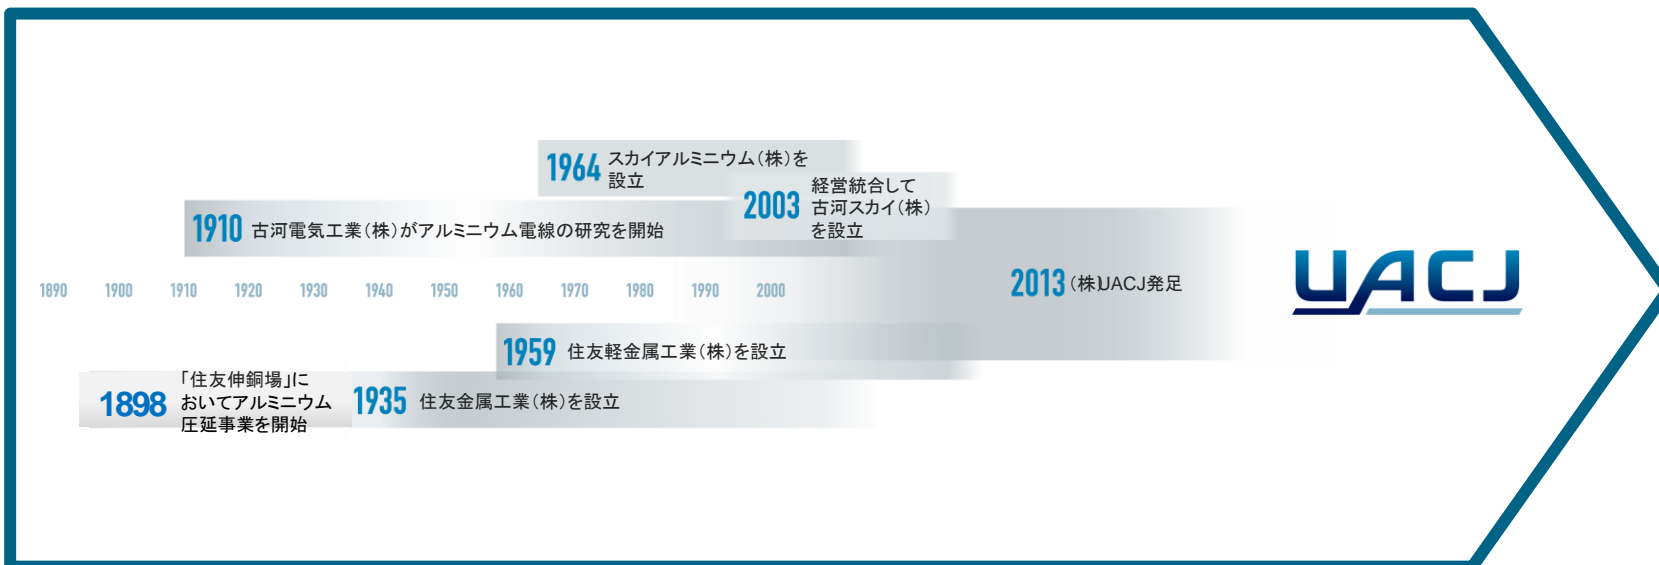 1964 スカイアルミニウム（株）を
設立
2003 経営統合して
古河スカイ（株）
を設立
1910 古河電気工業（株）がアルミニウム電線の研究を開始
1890 1900 1910 1920 1930 1940 1950 1960 1970 1980 1990 2000
2013 （株）UACJ発足
UACJ
1959 住友軽金属工業（株）を設立
1898 「住友伸銅場」に
おいてアルミニウム
圧延事業を開始
1935 住友金属工業（株）を設立